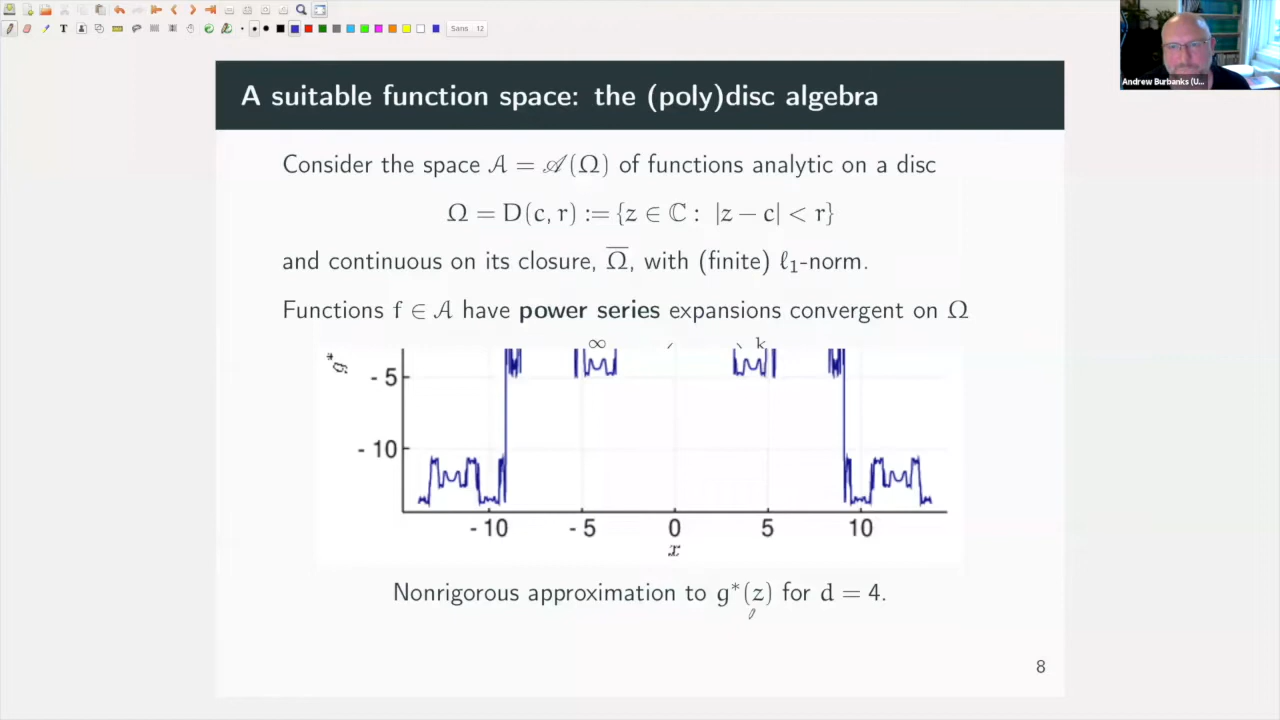 Sans 12
Andrew Burbanks (U...
A suitable function space: the (poly)disc algebra
Consider the space 𝒜 = 𝒜(Ω) of functions analytic on a disc
Ω = D(c, r) := {z ∈ ℂ : |z − c| < r}
and continuous on its closure, Ω̅, with (finite) ℓ₁-norm.
Functions f ∈ 𝒜 have power series expansions convergent on Ω
∞ k
g*
- 5
- 10
- 10 - 5 0 5 10
x
Nonrigorous approximation to g*(z) for d = 4.
8